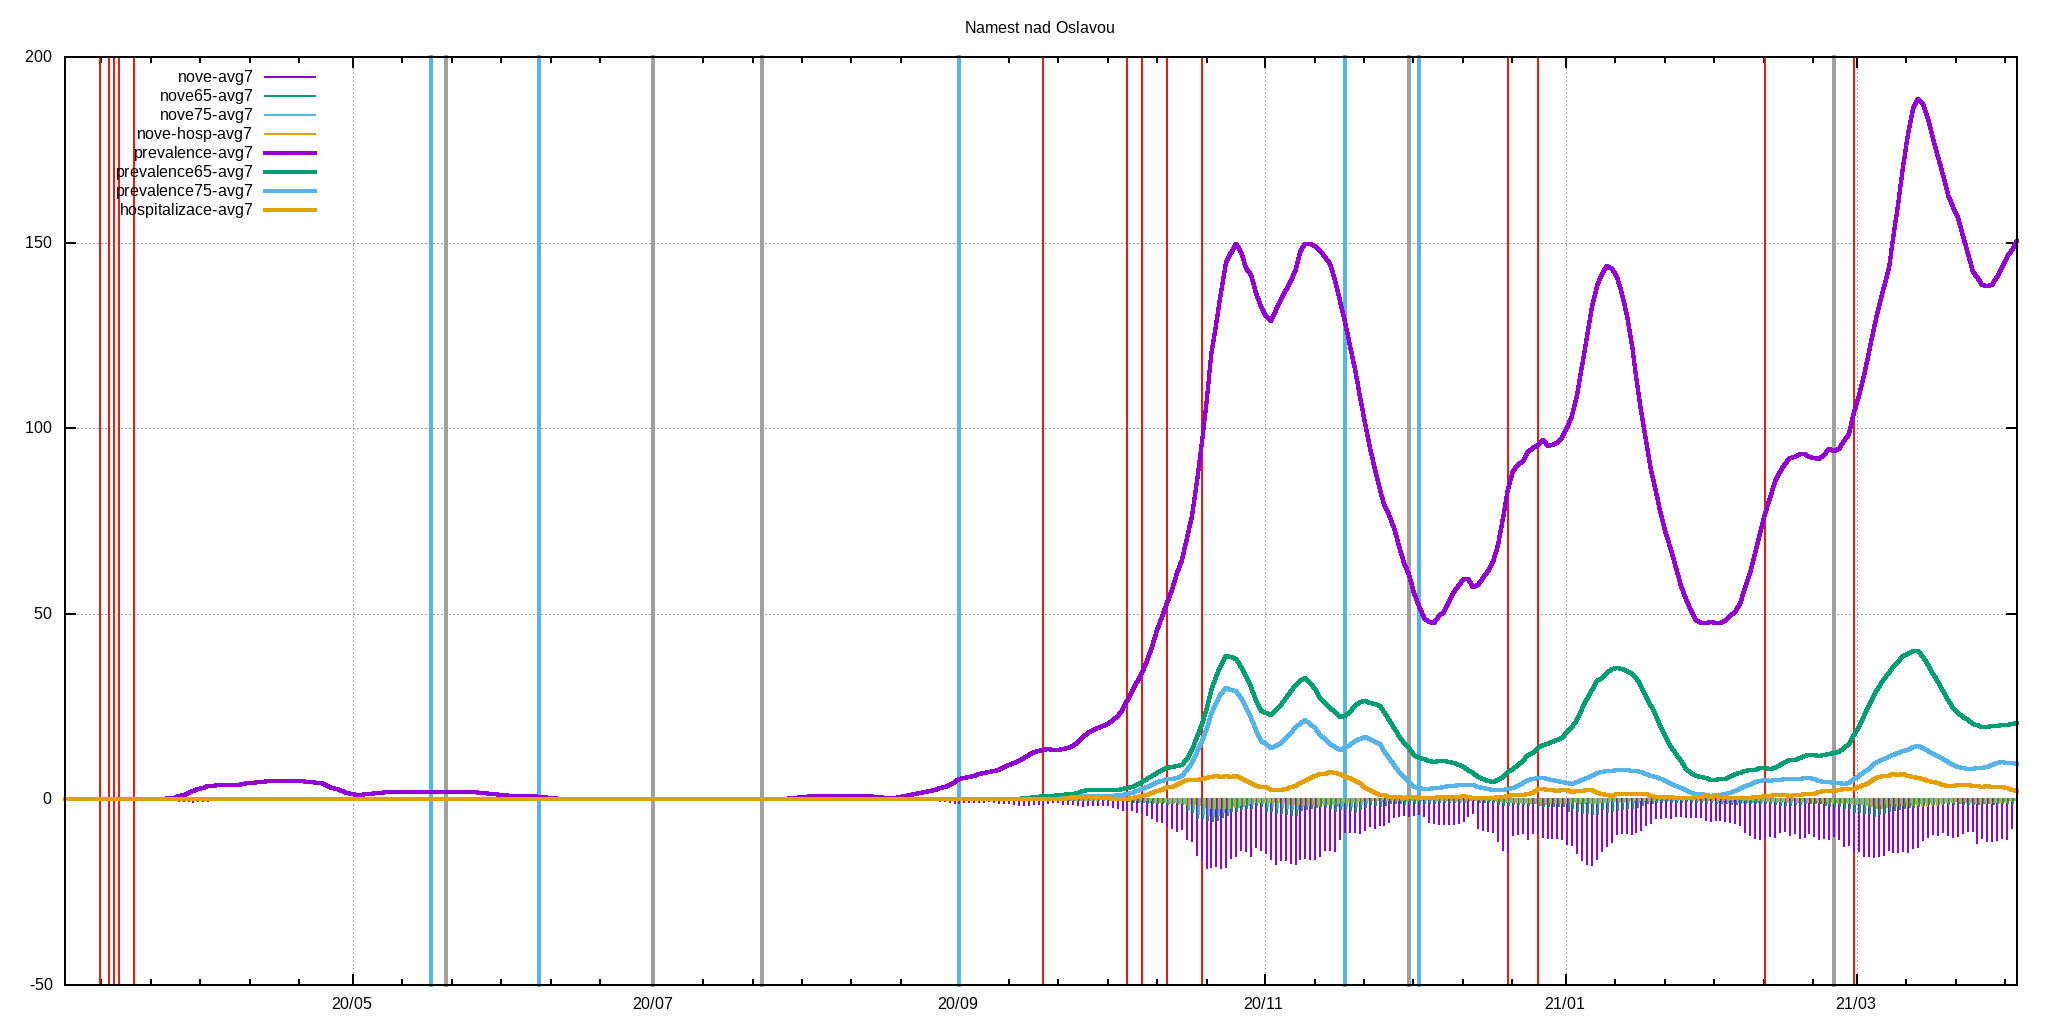 Namest nad Oslavou
200
150
100
50
0
-50
nove-avg7
nove65-avg7
nove75-avg7
nove-hosp-avg7
prevalence-avg7
prevalence65-avg7
prevalence75-avg7
hospitalizace-avg7
20/05 20/07 20/09 20/11 21/01 21/03